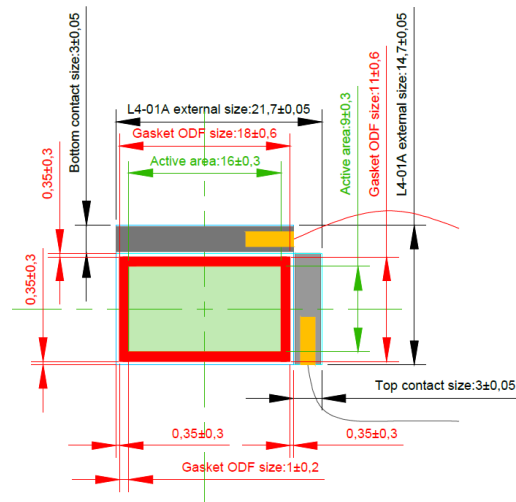 L4-01A external size:21,7±0,05
Gasket ODF size:18±0,6
Active area:16±0,3
Bottom contact size:3±0,05
0,35±0,3
0,35±0,3
Active area:9±0,3
Gasket ODF size:11±0,6
L4-01A external size:14,7±0,05
Top contact size:3±0,05
0,35±0,3
0,35±0,3
Gasket ODF size:1±0,2